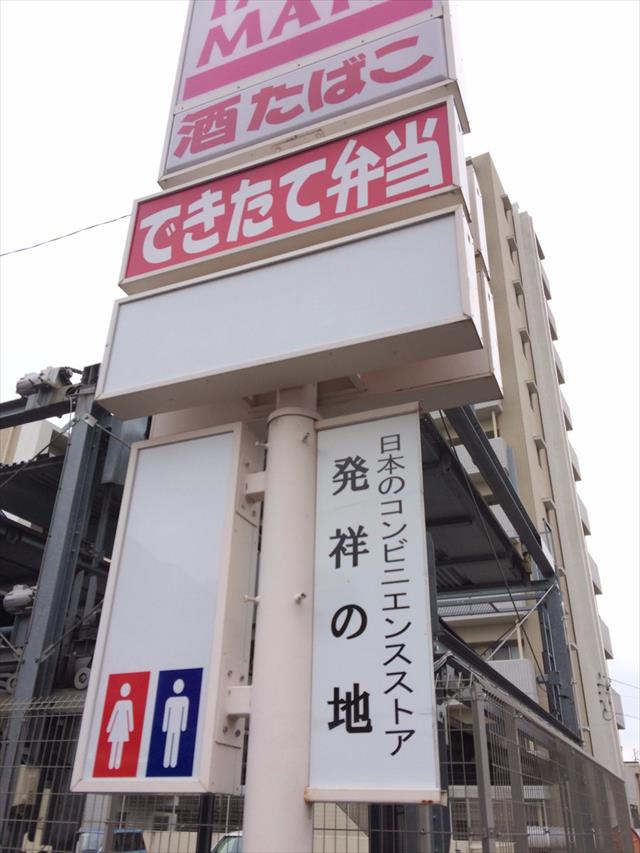 MAR
酒たばこ
できたて弁当
日本のコンビニエンスストア
発祥の地